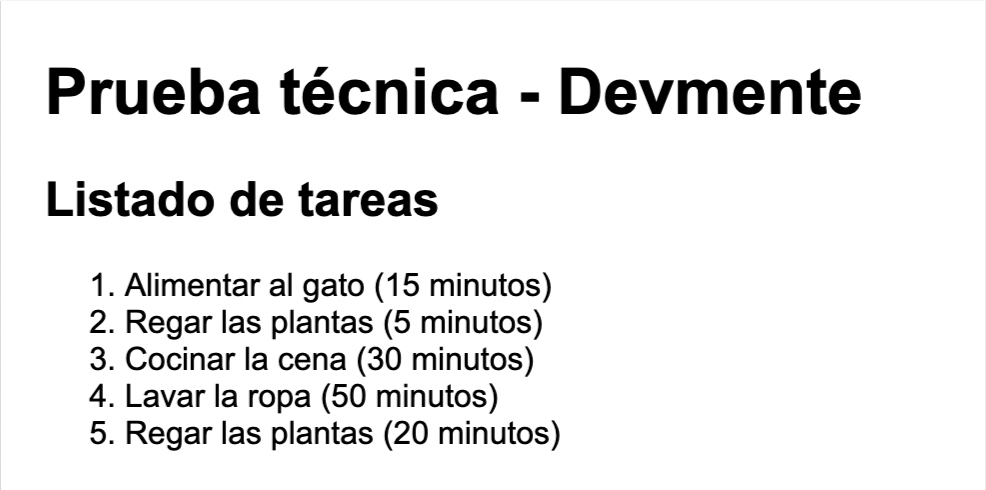 Prueba técnica - Devmente
Listado de tareas
1. Alimentar al gato (15 minutos)
2. Regar las plantas (5 minutos)
3. Cocinar la cena (30 minutos)
4. Lavar la ropa (50 minutos)
5. Regar las plantas (20 minutos)